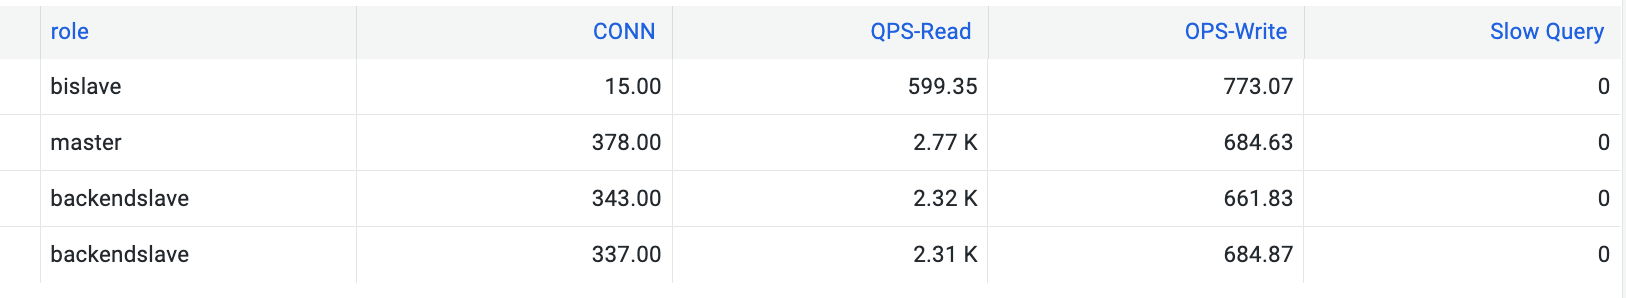 role CONN QPS-Read OPS-Write Slow Query
bislave 15.00 599.35 773.07 0
master 378.00 2.77 K 684.63 0
backendslave 343.00 2.32 K 661.83 0
backendslave 337.00 2.31 K 684.87 0